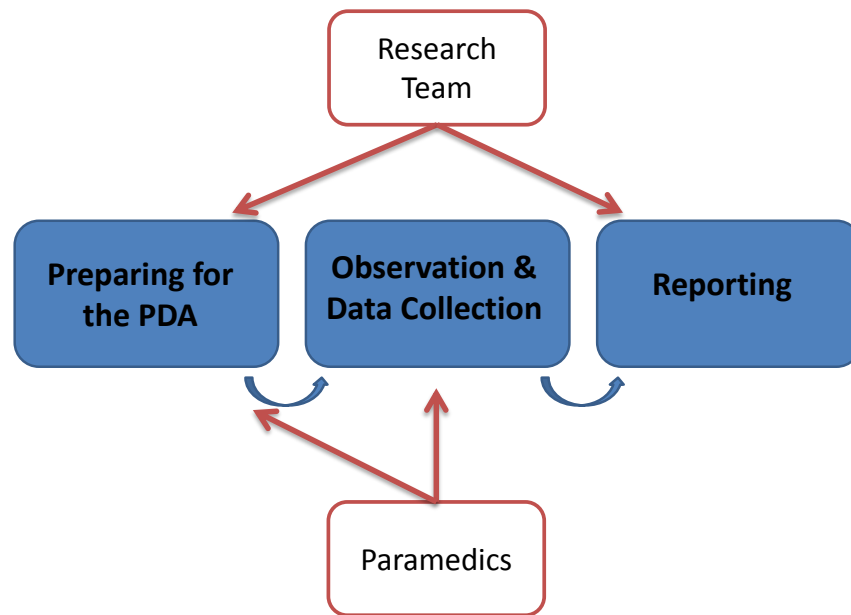 Research
Team
Preparing for
the PDA
Observation &
Data Collection
Reporting
Paramedics